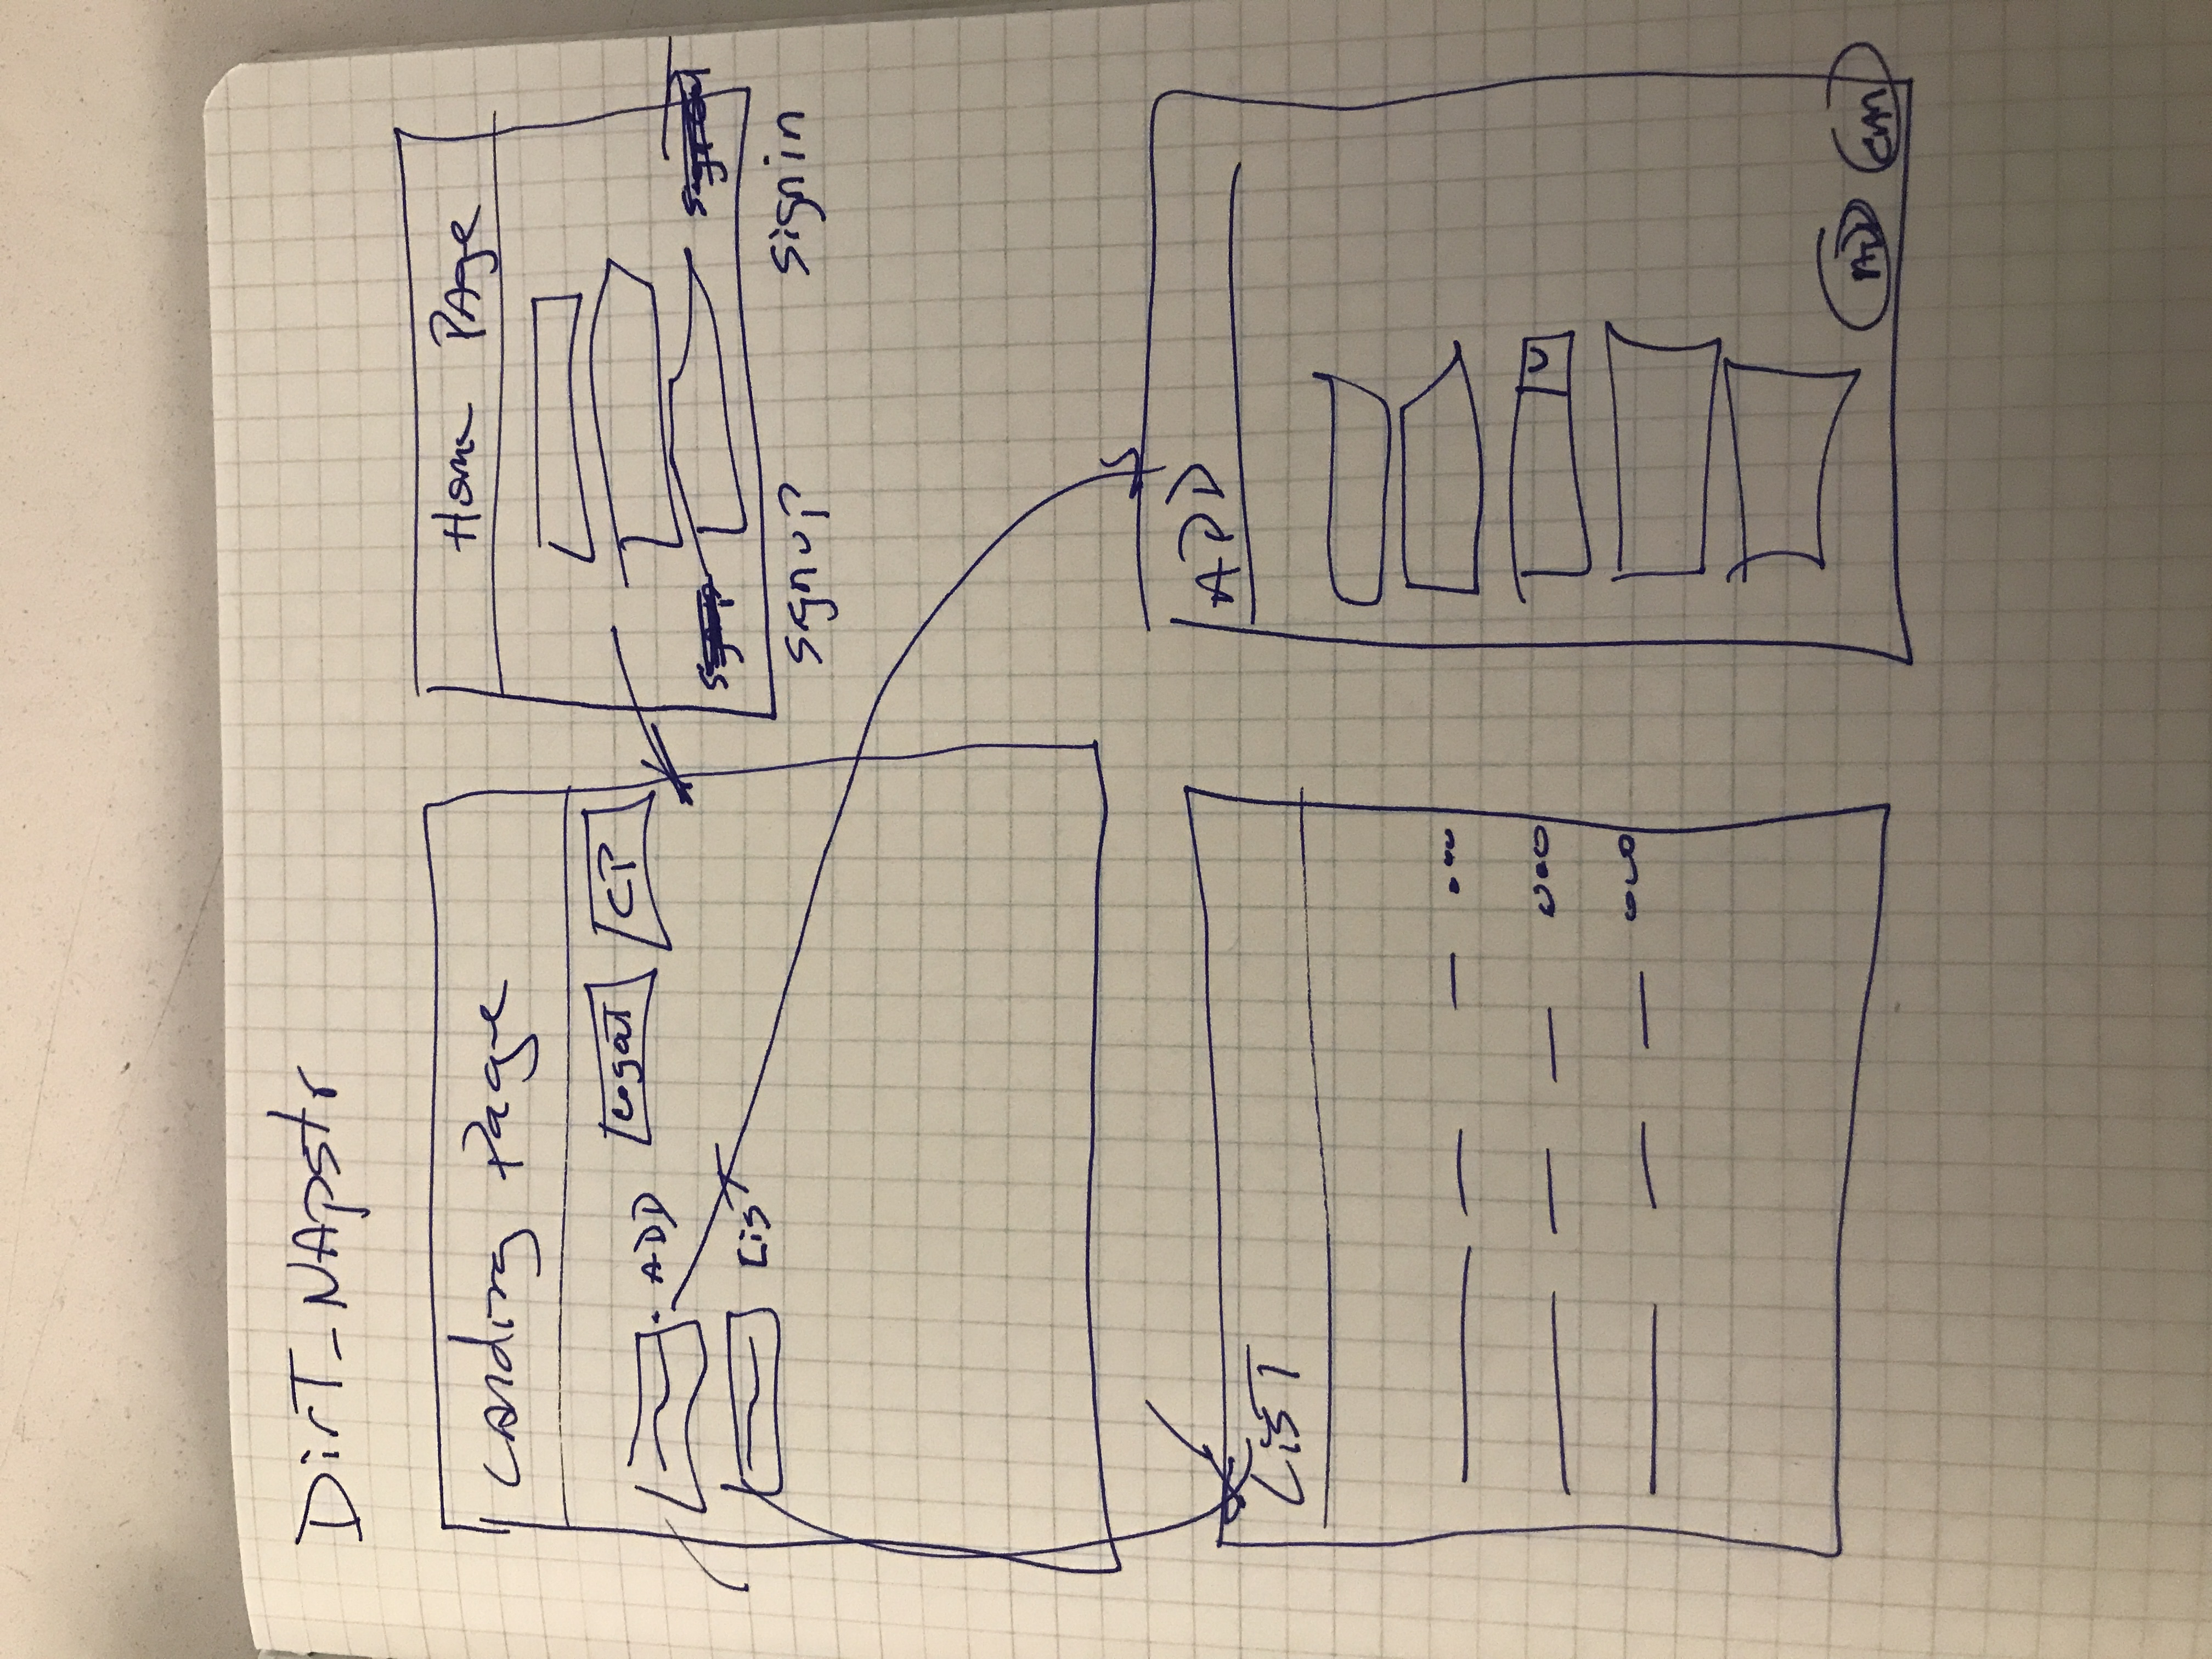 DirT_NApstr
Landing Page
Logout CP
ADD
List
Home PAge
signup signin
LisT
ADD
ADD CAn